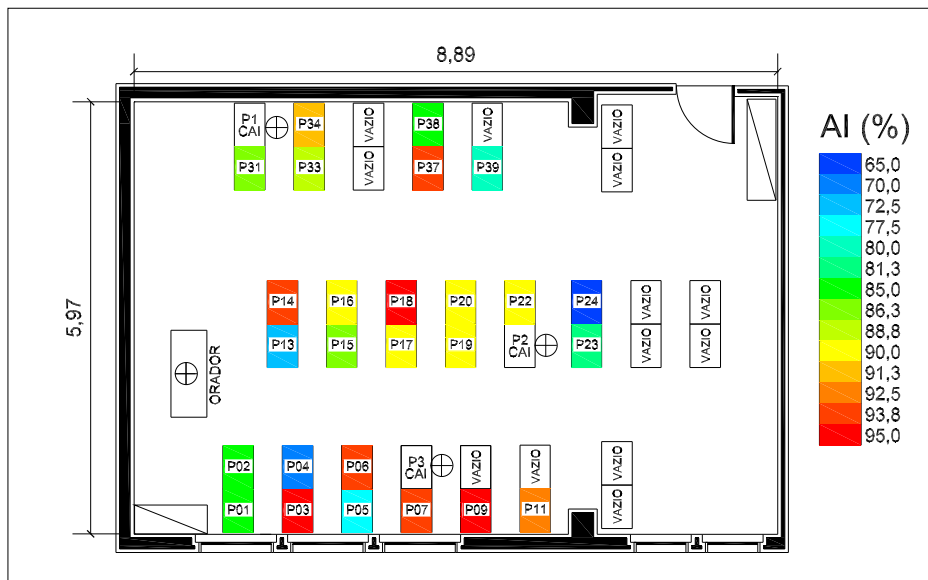 8,89
5,97
P1
CAI
P34
VAZIO
P38
VAZIO
VAZIO
P31
P33
VAZIO
P37
P39
VAZIO
P14
P16
P18
P20
P22
P24
VAZIO
VAZIO
P13
P15
P17
P19
P2
CAI
P23
VAZIO
VAZIO
ORADOR
P02
P04
P06
P3
CAI
VAZIO
VAZIO
VAZIO
P01
P03
P05
P07
P09
P11
VAZIO
AI (%)
65,0
70,0
72,5
77,5
80,0
81,3
85,0
86,3
88,8
90,0
91,3
92,5
93,8
95,0